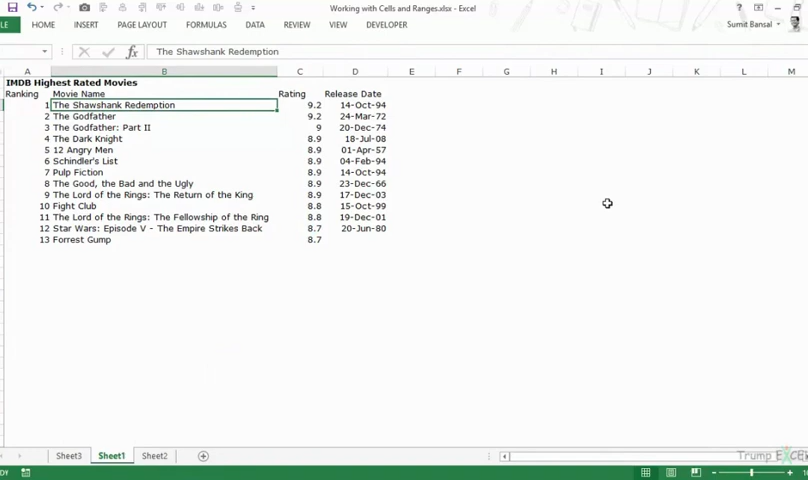 Working with Cells and Ranges.xlsx - Excel
HOME INSERT PAGE LAYOUT FORMULAS DATA REVIEW VIEW DEVELOPER Sumit Bansal
fx The Shawshank Redemption
A B C D E F G H I J K L M
IMDB Highest Rated Movies
Ranking Movie Name Rating Release Date
1 The Shawshank Redemption 9.2 14-Oct-94
2 The Godfather 9.2 24-Mar-72
3 The Godfather: Part II 9 20-Dec-74
4 The Dark Knight 8.9 18-Jul-08
5 12 Angry Men 8.9 01-Apr-57
6 Schindler's List 8.9 04-Feb-94
7 Pulp Fiction 8.9 14-Oct-94
8 The Good, the Bad and the Ugly 8.9 23-Dec-66
9 The Lord of the Rings: The Return of the King 8.9 17-Dec-03
10 Fight Club 8.8 15-Oct-99
11 The Lord of the Rings: The Fellowship of the Ring 8.8 19-Dec-01
12 Star Wars: Episode V - The Empire Strikes Back 8.7 20-Jun-80
13 Forrest Gump 8.7
Sheet3 Sheet1 Sheet2
Trump EXCEL